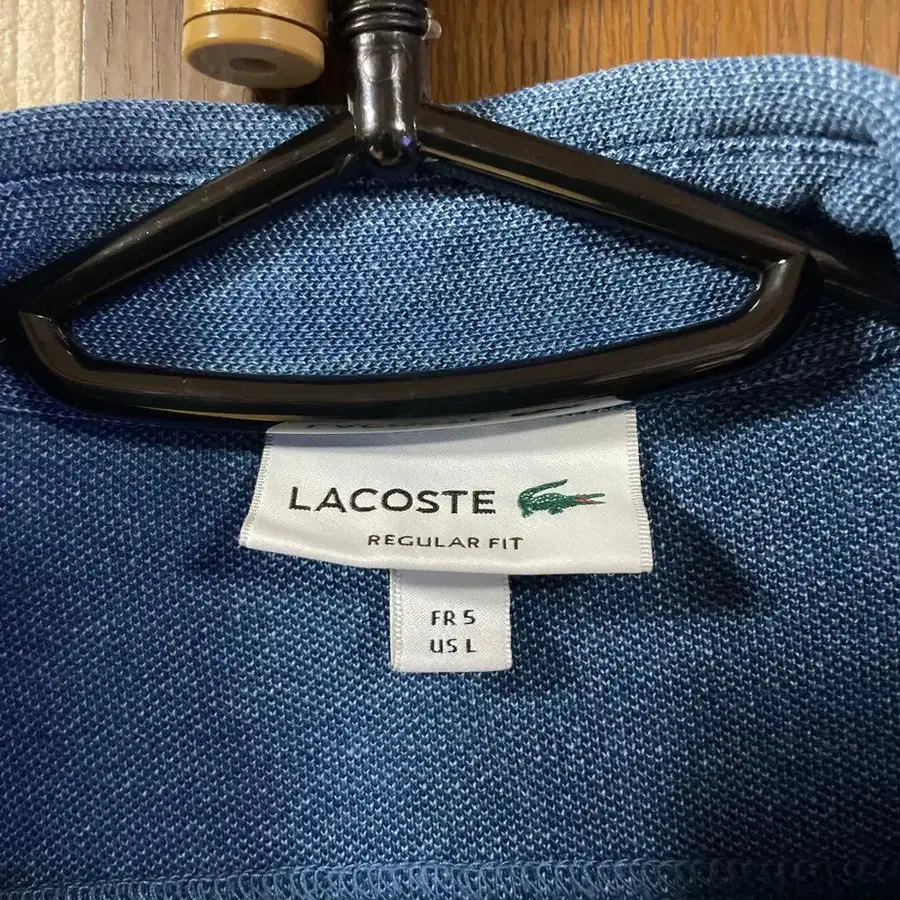 LACOSTE
REGULAR FIT
FR 5
US L